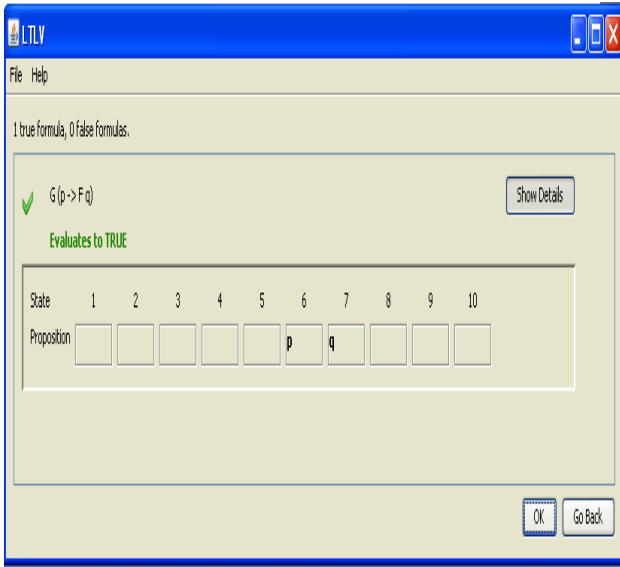 LTLV
File Help
1 true formula, 0 false formulas.
G (p -> F q)
Show Details
Evaluates to TRUE
State 1 2 3 4 5 6 7 8 9 10
Proposition p q
OK Go Back